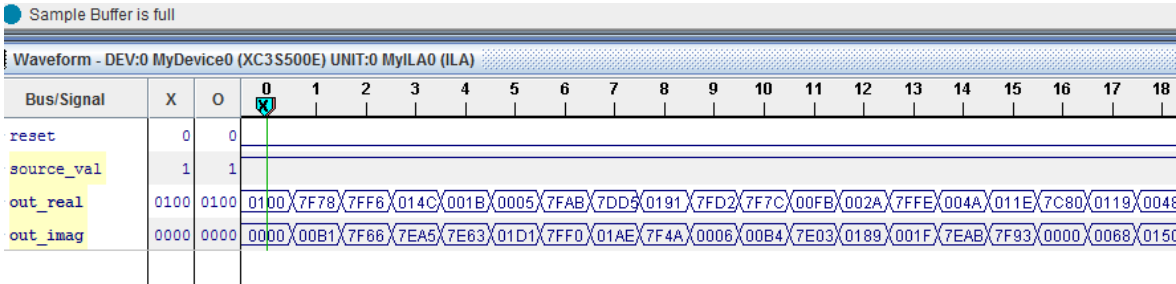 Sample Buffer is full
Waveform - DEV:0 MyDevice0 (XC3S500E) UNIT:0 MyILA0 (ILA)
Bus/Signal X O 0 1 2 3 4 5 6 7 8 9 10 11 12 13 14 15 16 17 18
X
reset 0 0
source_val 1 1
out_real 0100 0100 0100 7F78 7FF6 014C 001B 0005 7FAB 7DD5 0191 7FD2 7F7C 00FB 002A 7FFE 004A 011E 7C80 0119 0048
out_imag 0000 0000 0000 00B1 7F66 7EA5 7E63 01D1 7FF0 01AE 7F4A 0006 00B4 7E03 0189 001F 7EAB 7F93 0000 0068 0150